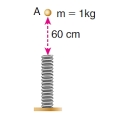 A m = 1kg
60 cm